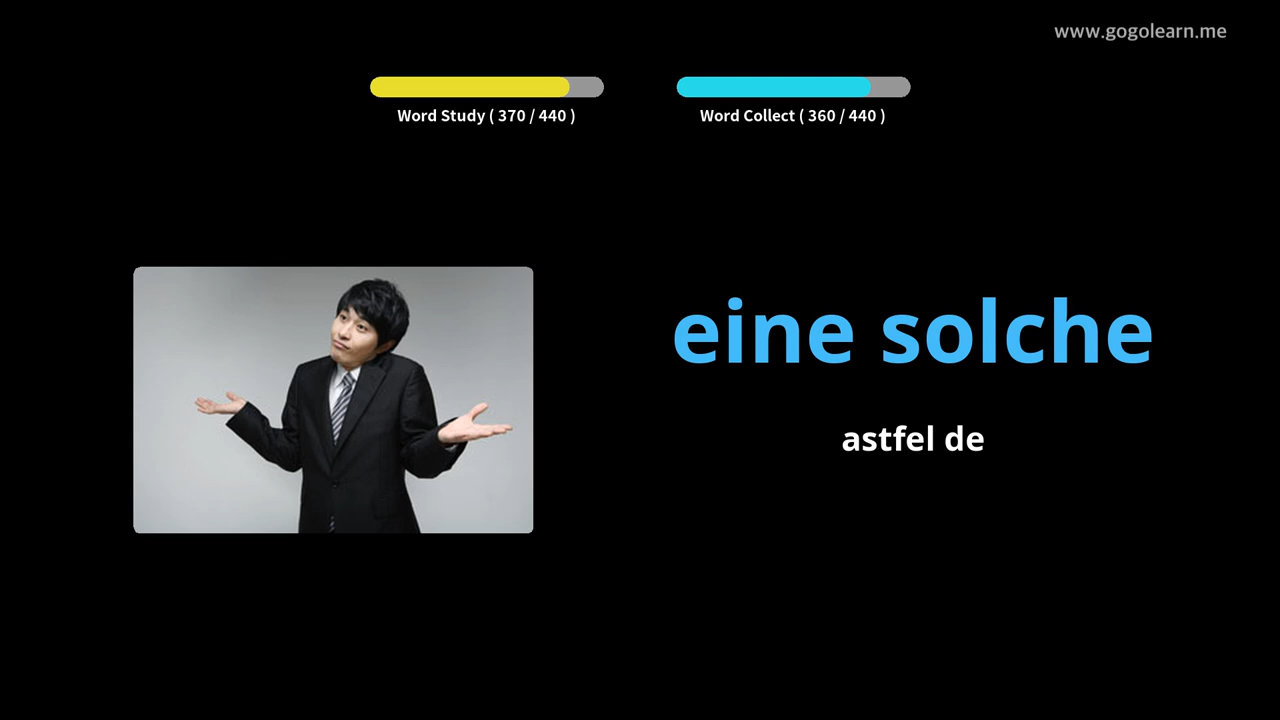 www.gogolearn.me
Word Study ( 370 / 440 )
Word Collect ( 360 / 440 )
eine solche
astfel de